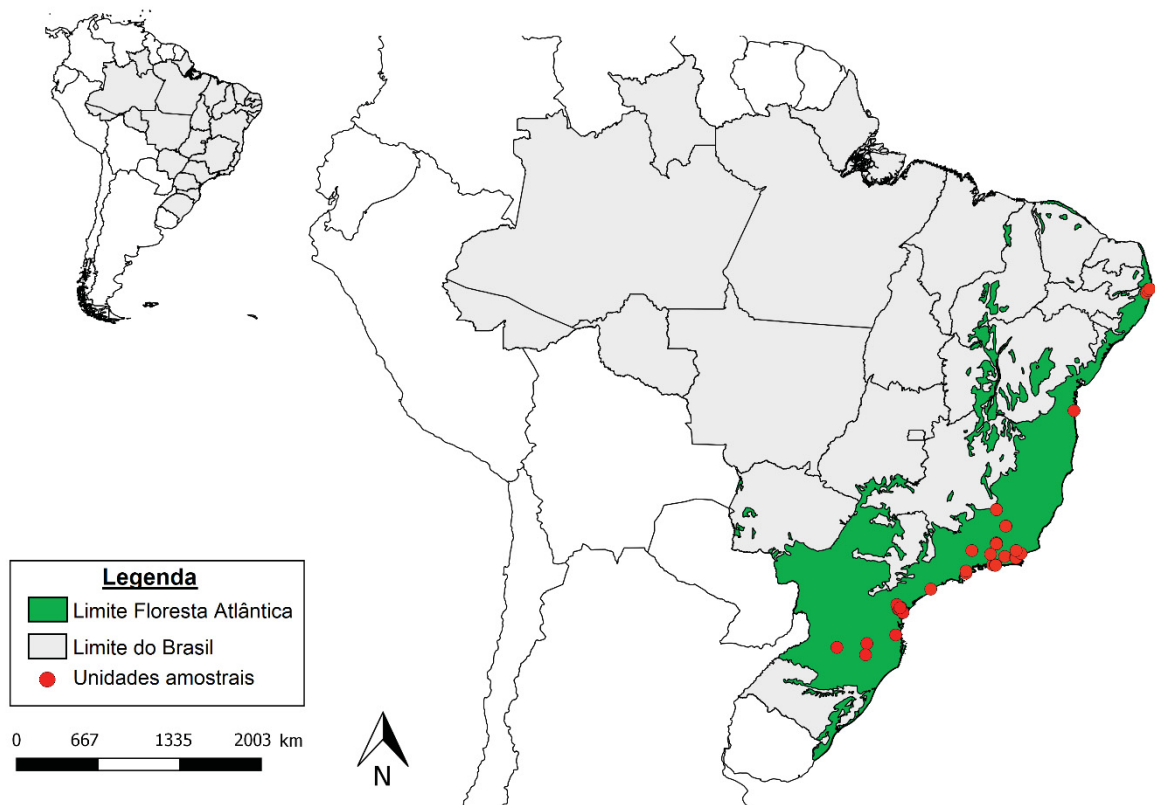 Legenda
Limite Floresta Atlântica
Limite do Brasil
Unidades amostrais
0 667 1335 2003 km
N